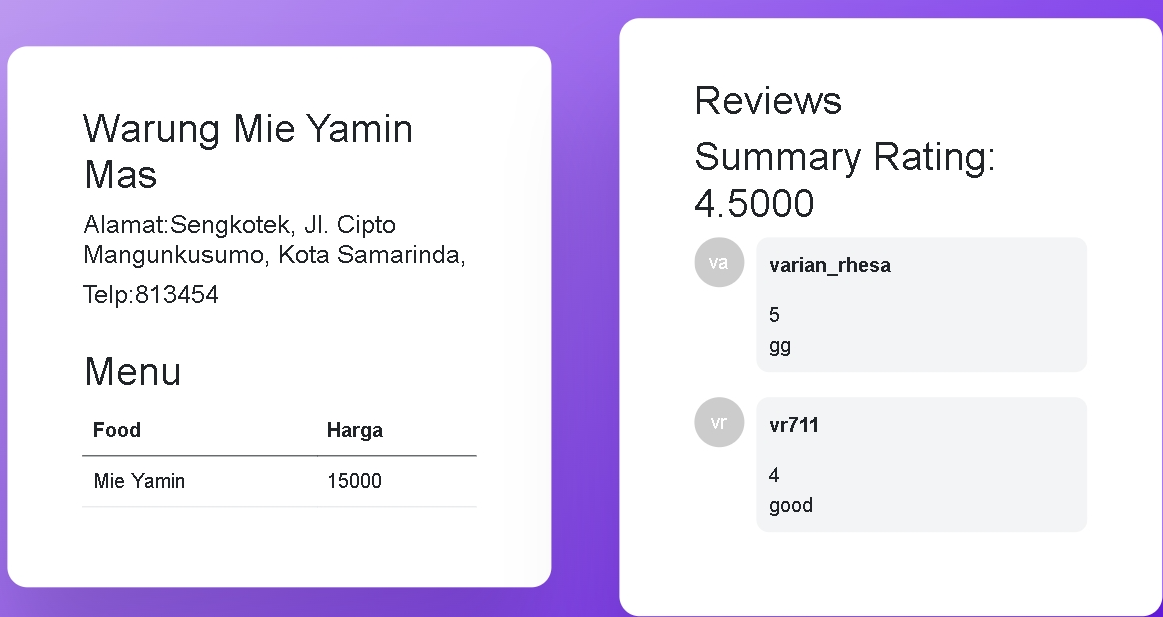 Warung Mie Yamin
Mas
Alamat:Sengkotek, Jl. Cipto
Mangunkusumo, Kota Samarinda,
Telp:813454
Menu
Food Harga
Mie Yamin 15000
Reviews
Summary Rating:
4.5000
va
varian_rhesa
5
gg
vr
vr711
4
good